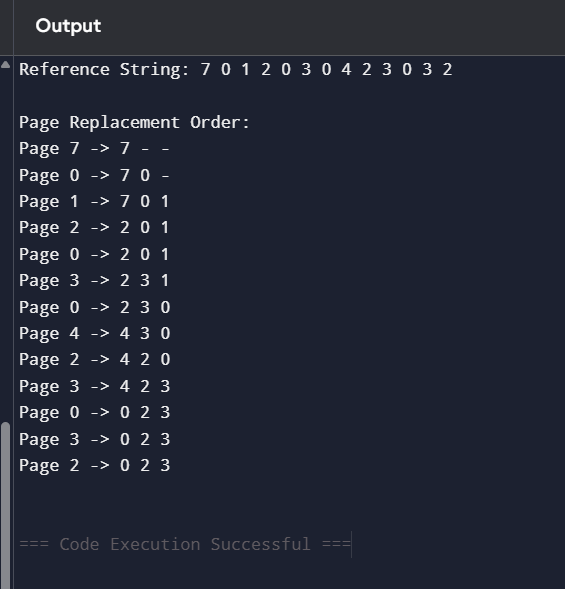 Output
Reference String: 7 0 1 2 0 3 0 4 2 3 0 3 2
Page Replacement Order:
Page 7 -> 7 - -
Page 0 -> 7 0 -
Page 1 -> 7 0 1
Page 2 -> 2 0 1
Page 0 -> 2 0 1
Page 3 -> 2 3 1
Page 0 -> 2 3 0
Page 4 -> 4 3 0
Page 2 -> 4 2 0
Page 3 -> 4 2 3
Page 0 -> 0 2 3
Page 3 -> 0 2 3
Page 2 -> 0 2 3
=== Code Execution Successful ===